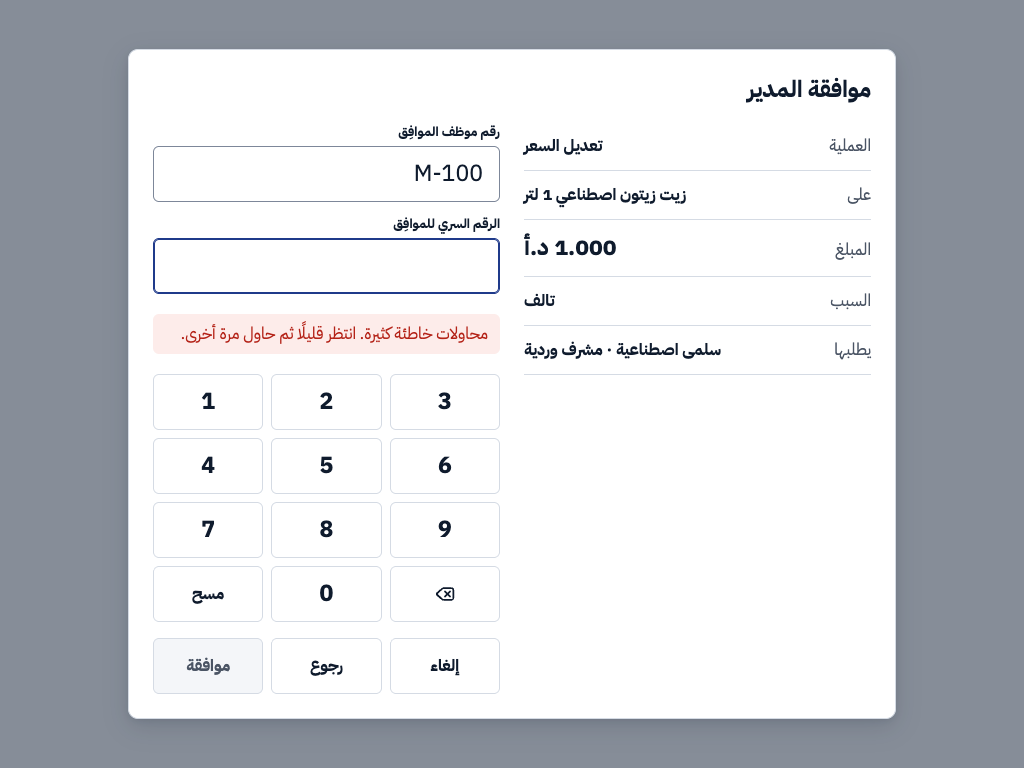 موافقة المدير
العملية تعديل السعر
على زيت زيتون اصطناعي 1 لتر
المبلغ 1.000 د.أ
السبب تالف
يطلبها سلمى اصطناعية · مشرف وردية
رقم موظف الموافِق
M-100
الرقم السري للموافِق
محاولات خاطئة كثيرة. انتظر قليلًا ثم حاول مرة أخرى.
1 2 3
4 5 6
7 8 9
مسح 0
إلغاء رجوع موافقة